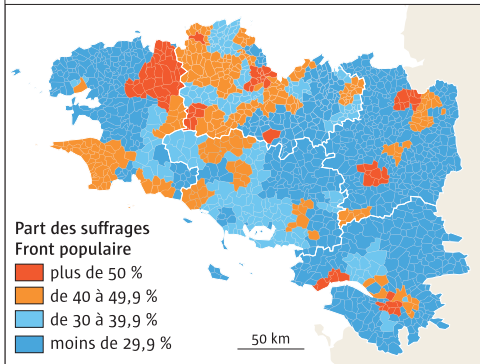 Part des suffrages
Front populaire
plus de 50 %
de 40 à 49,9 %
de 30 à 39,9 %
moins de 29,9 %
50 km